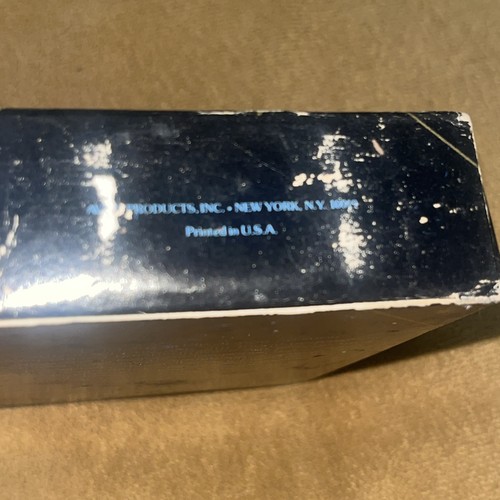 PRODUCTS, INC. • NEW YORK, N.Y.
Printed in U.S.A.